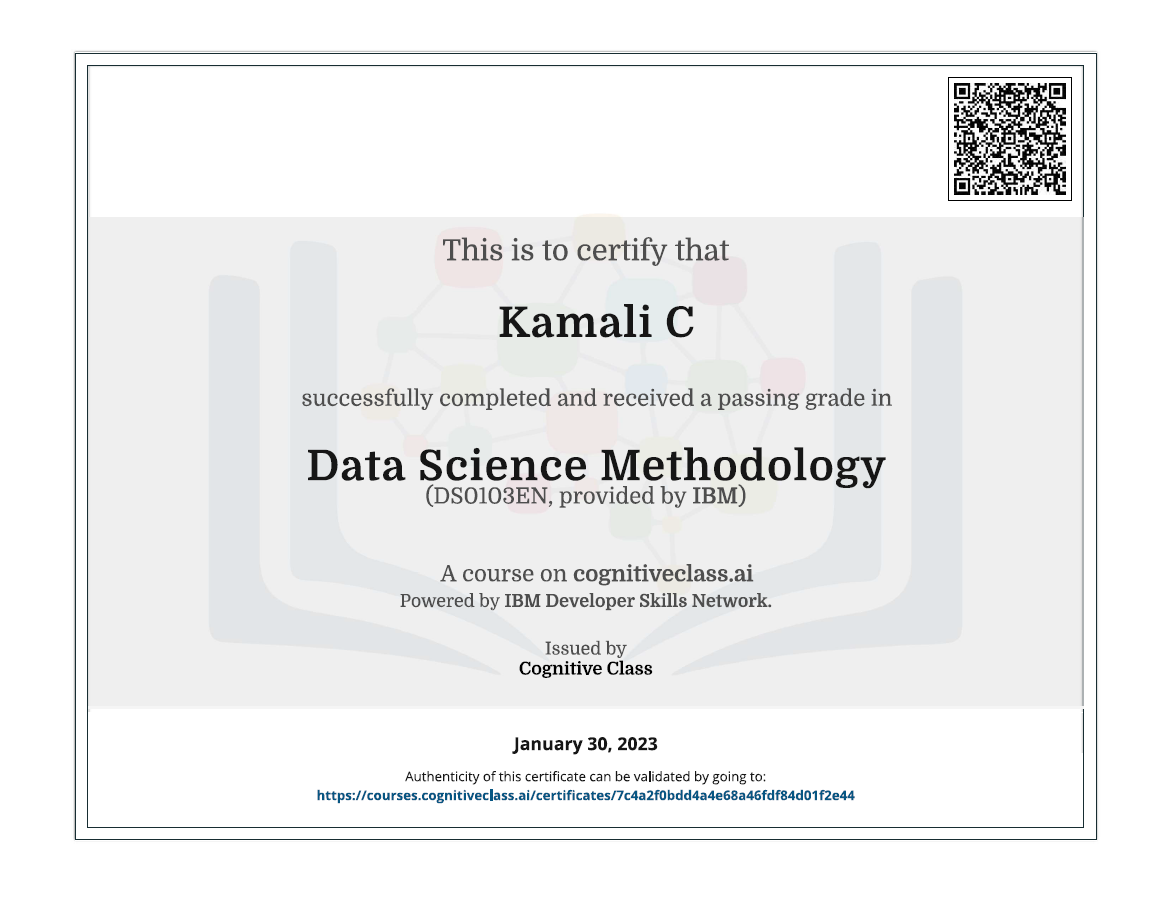 This is to certify that
Kamali C
successfully completed and received a passing grade in
Data Science Methodology
(DS0103EN, provided by IBM)
A course on cognitiveclass.ai
Powered by IBM Developer Skills Network.
Issued by
Cognitive Class
January 30, 2023
Authenticity of this certificate can be validated by going to:
https://courses.cognitiveclass.ai/certificates/7c4a2f0bdd4a4e68a46fdf84d01f2e44